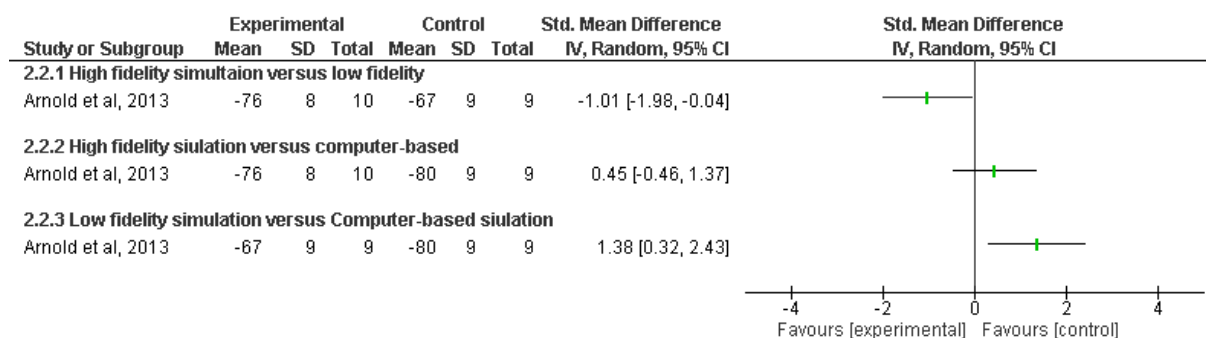 Experimental Control Std. Mean Difference Std. Mean Difference
Study or Subgroup Mean SD Total Mean SD Total IV, Random, 95% CI IV, Random, 95% CI
2.2.1 High fidelity simultaion versus low fidelity
Arnold et al, 2013 -76 8 10 -67 9 9 -1.01 [-1.98, -0.04]
2.2.2 High fidelity siulation versus computer-based
Arnold et al, 2013 -76 8 10 -80 9 9 0.45 [-0.46, 1.37]
2.2.3 Low fidelity simulation versus Computer-based siulation
Arnold et al, 2013 -67 9 9 -80 9 9 1.38 [0.32, 2.43]
-4 -2 0 2 4
Favours [experimental] Favours [control]